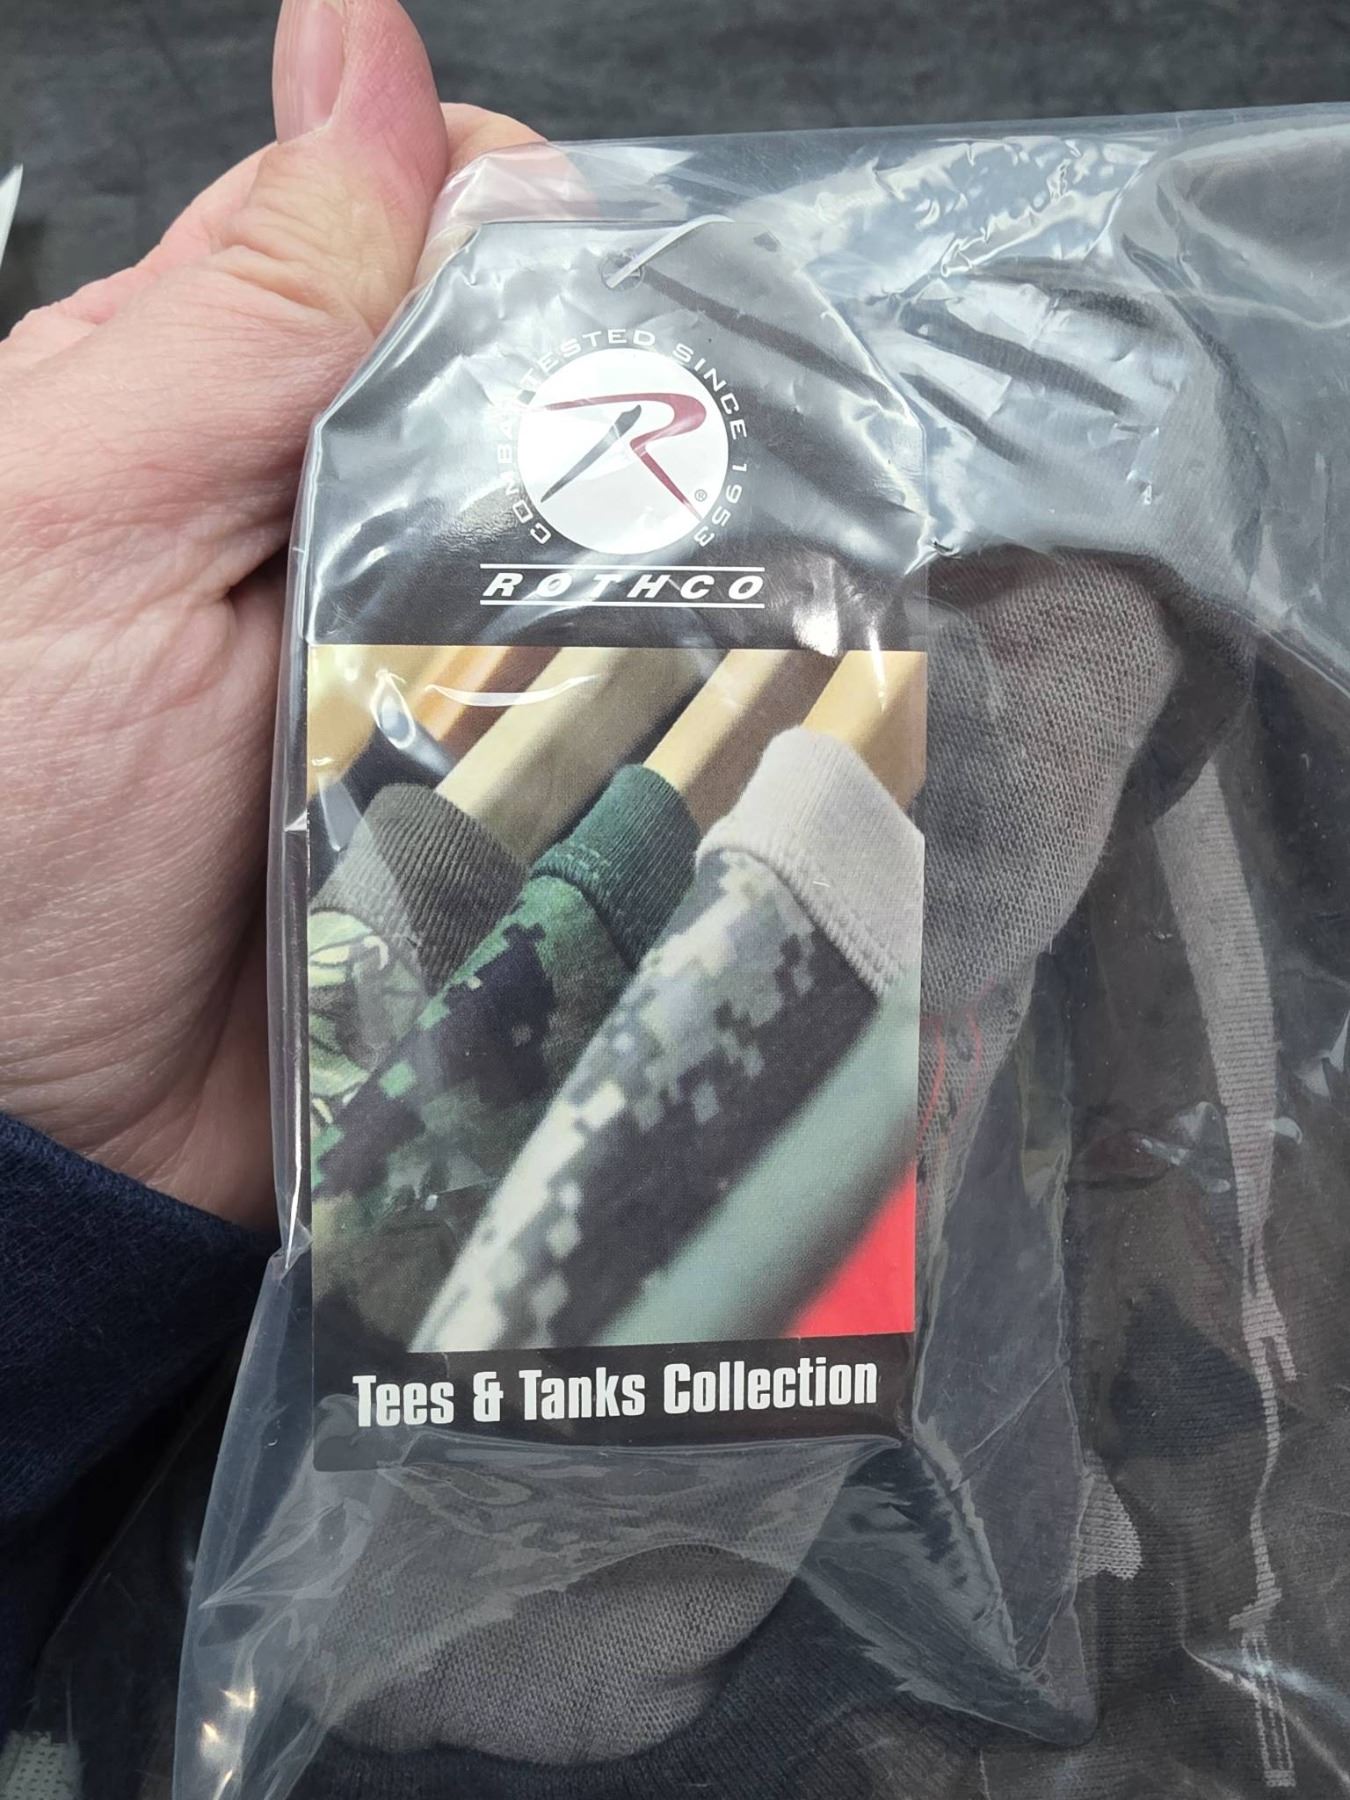 COMBAT TESTED SINCE 1953
R®
ROTHCO
Tees & Tanks Collection